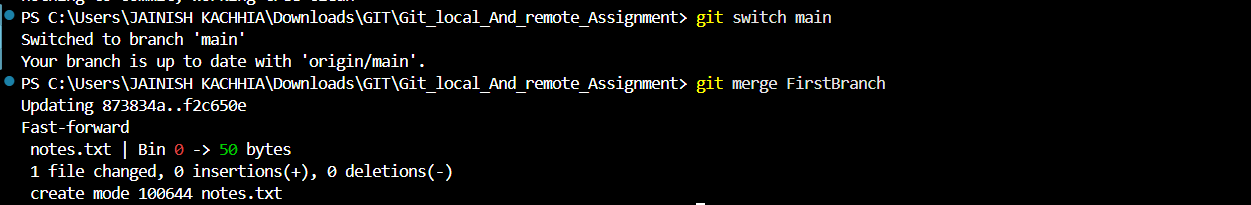 PS C:\Users\JAINISH KACHHIA\Downloads\GIT\Git_local_And_remote_Assignment> git switch main
Switched to branch 'main'
Your branch is up to date with 'origin/main'.
PS C:\Users\JAINISH KACHHIA\Downloads\GIT\Git_local_And_remote_Assignment> git merge FirstBranch
Updating 873834a..f2c650e
Fast-forward
 notes.txt | Bin 0 -> 50 bytes
 1 file changed, 0 insertions(+), 0 deletions(-)
 create mode 100644 notes.txt